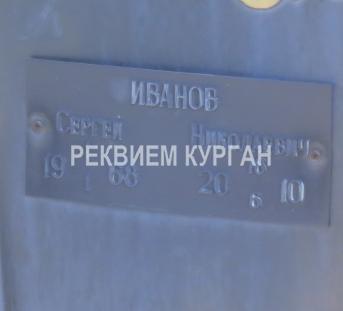 ИВАНОВ
СЕРГЕЙ НИКОЛАЕВИЧ
РЕКВИЕМ КУРГАН
19 1 68 20 6 10